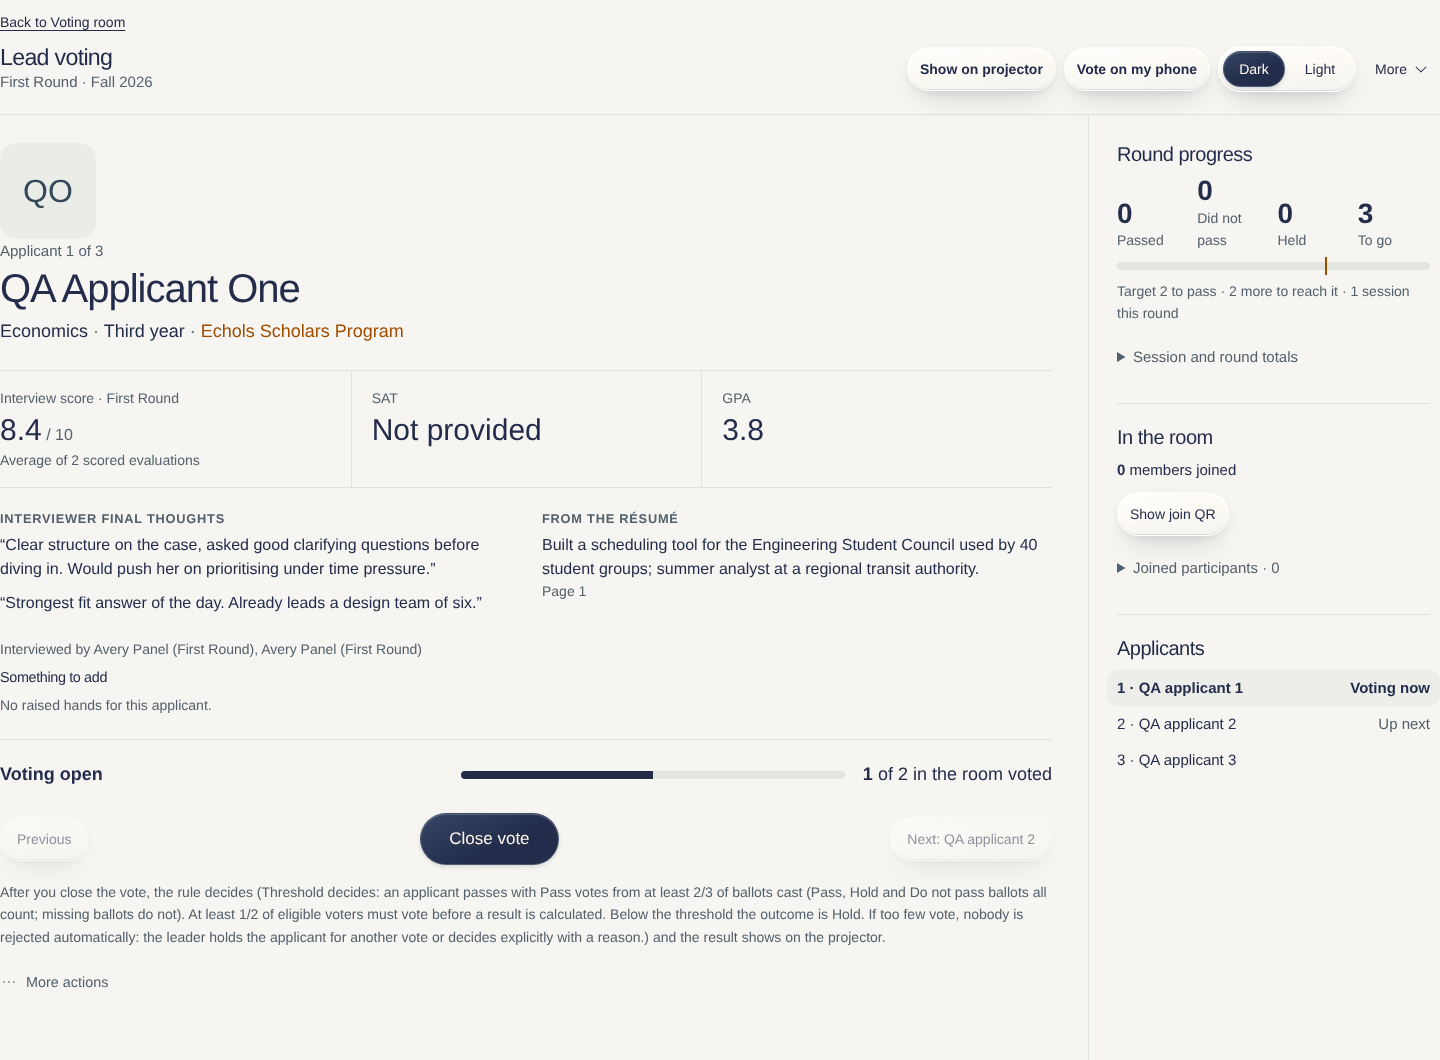 Back to Voting room
Lead voting
First Round · Fall 2026
Show on projector
Vote on my phone
Dark
Light
More
QO
Applicant 1 of 3
QA Applicant One
Economics · Third year · Echols Scholars Program
Interview score · First Round
8.4 / 10
Average of 2 scored evaluations
SAT
Not provided
GPA
3.8
INTERVIEWER FINAL THOUGHTS
“Clear structure on the case, asked good clarifying questions before
diving in. Would push her on prioritising under time pressure.”
“Strongest fit answer of the day. Already leads a design team of six.”
FROM THE RÉSUMÉ
Built a scheduling tool for the Engineering Student Council used by 40
student groups; summer analyst at a regional transit authority.
Page 1
Interviewed by Avery Panel (First Round), Avery Panel (First Round)
Something to add
No raised hands for this applicant.
Voting open
1 of 2 in the room voted
Previous
Close vote
Next: QA applicant 2
After you close the vote, the rule decides (Threshold decides: an applicant passes with Pass votes from at least 2/3 of ballots cast (Pass, Hold and Do not pass ballots all
count; missing ballots do not). At least 1/2 of eligible voters must vote before a result is calculated. Below the threshold the outcome is Hold. If too few vote, nobody is
rejected automatically: the leader holds the applicant for another vote or decides explicitly with a reason.) and the result shows on the projector.
··· More actions
Round progress
0
Passed
0
Did not
pass
0
Held
3
To go
Target 2 to pass · 2 more to reach it · 1 session
this round
Session and round totals
In the room
0 members joined
Show join QR
Joined participants · 0
Applicants
1 · QA applicant 1
Voting now
2 · QA applicant 2
Up next
3 · QA applicant 3